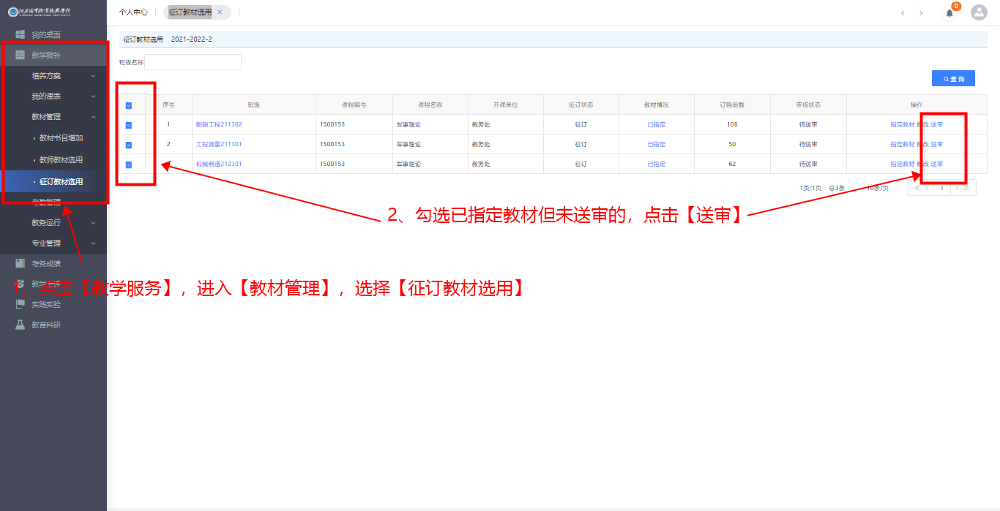 个人中心 征订教材选用 × 0
我的桌面
教学服务
培养方案
我的课表
教材管理
· 教材书目增加
· 教师教材选用
· 征订教材选用
考教管理
教务运行
专业管理
考务成绩
实践实验
教育科研
征订教材选用 2021-2022-2
班级名称
查询
序号 班级 课程编号 课程名称 开课单位 征订状态 教材情况 订购册数 审核状态 操作
1 船舶工程211302 1500153 军事理论 教务处 征订 已指定 108 待送审 指定教材 修改 送审
2 工程测量211301 1500153 军事理论 教务处 征订 已指定 50 待送审 指定教材 修改 送审
机械制造212301 1500153 军事理论 教务处 征订 已指定 62 待送审 指定教材 修改 送审
1页/1页 总3条 10条/页 « ‹ 1 › »
2、勾选已指定教材但未送审的，点击【送审】
1、点击【教学服务】，进入【教材管理】，选择【征订教材选用】